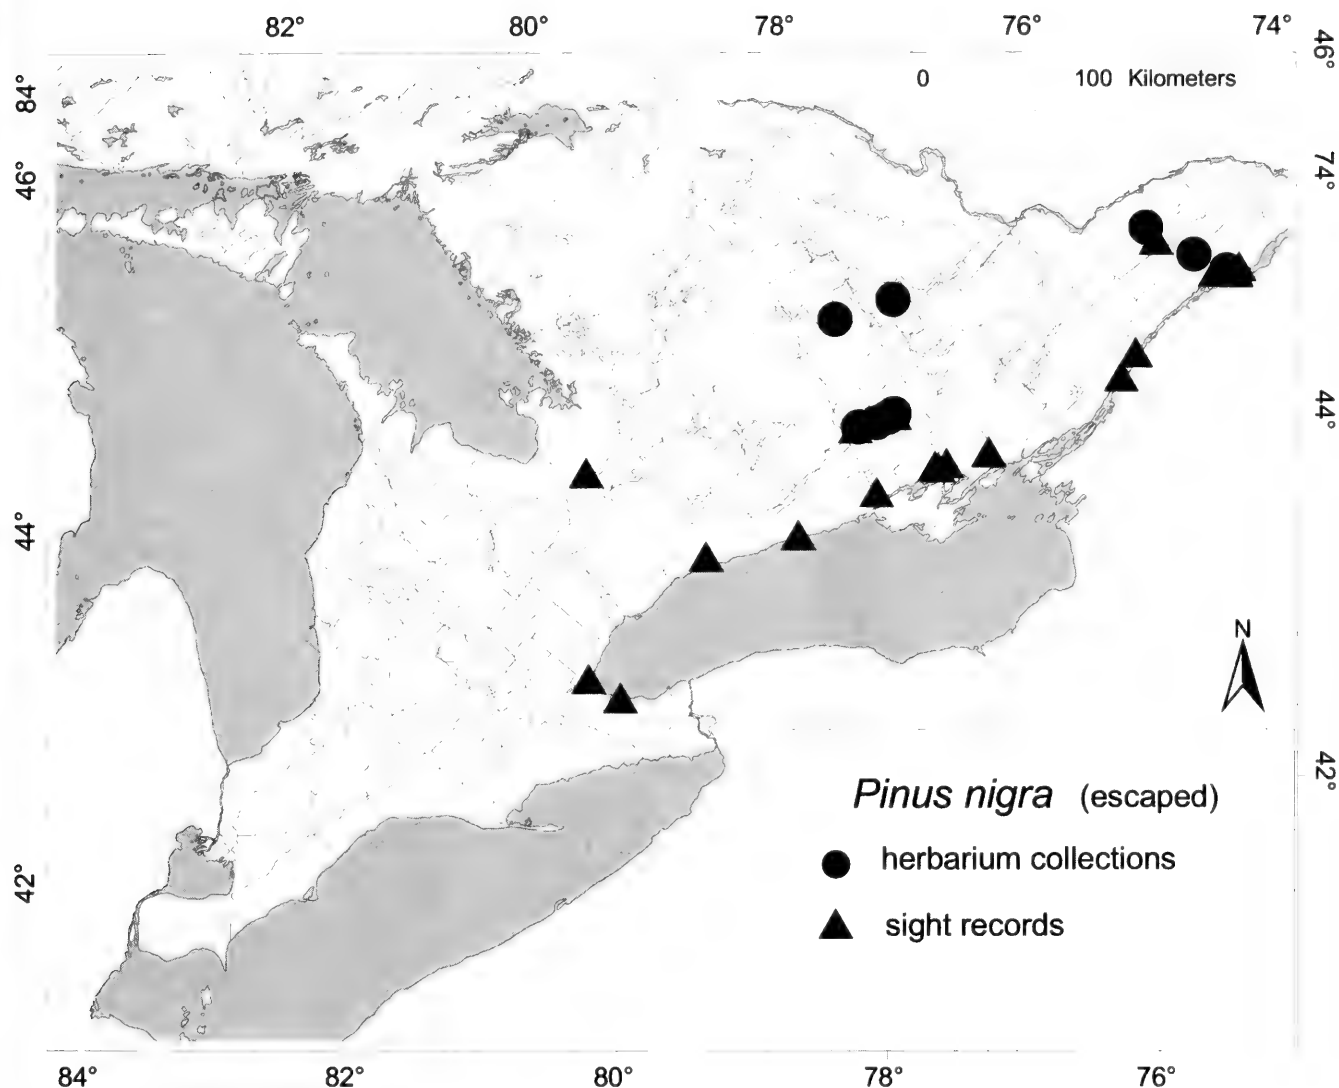 82° 80° 78° 76° 74°
46°
0 100 Kilometers
84°
46°
74°
44°
44°
N
42°
Pinus nigra (escaped)
herbarium collections
42°
sight records
84° 82° 80° 78° 76°